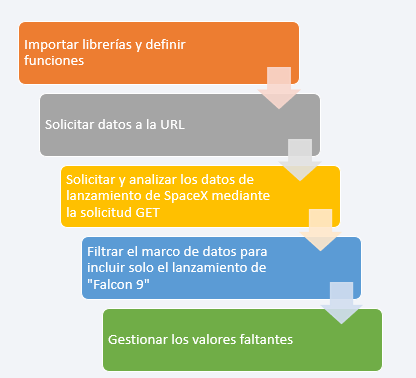 Importar librerías y definir
funciones
Solicitar datos a la URL
Solicitar y analizar los datos de
lanzamiento de SpaceX mediante
la solicitud GET
Filtrar el marco de datos para
incluir solo el lanzamiento de
"Falcon 9"
Gestionar los valores faltantes